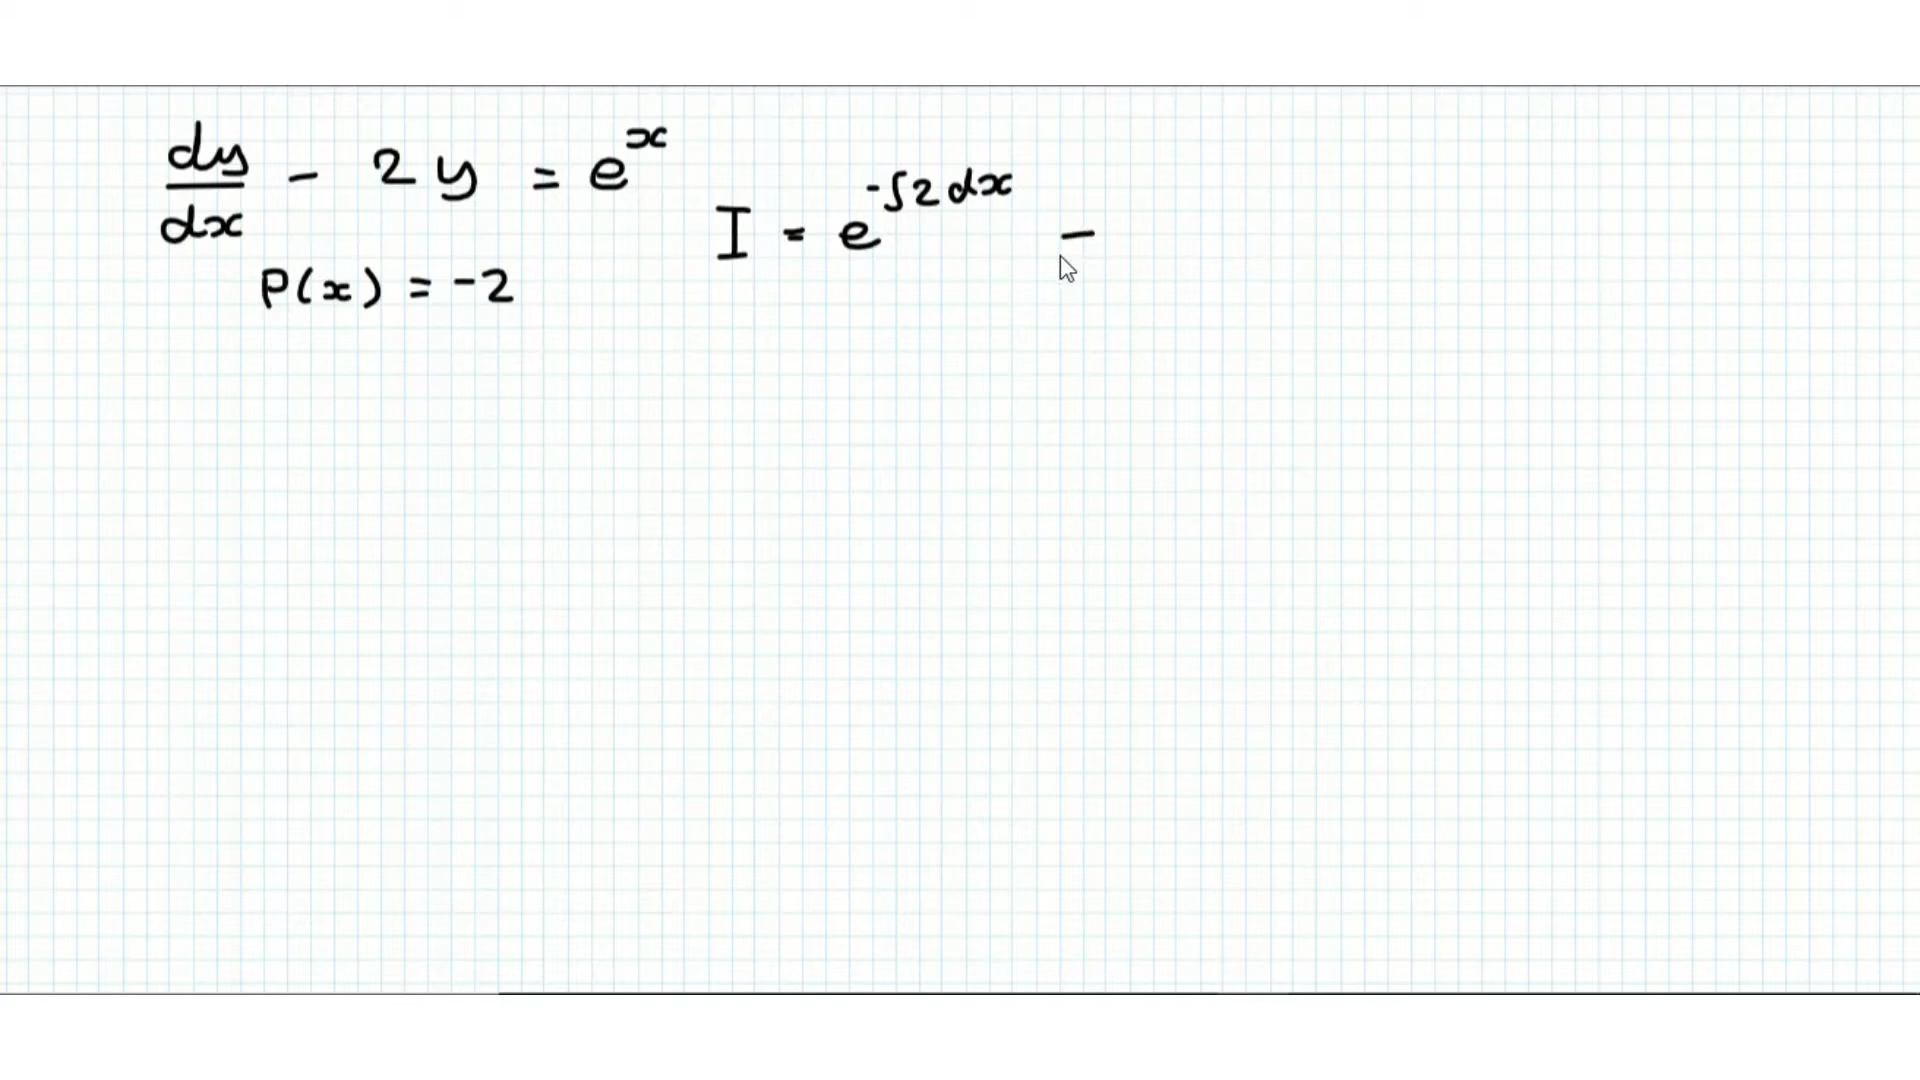 dy/dx - 2y = e^x
I = e^{-∫2dx} -
P(x) = -2